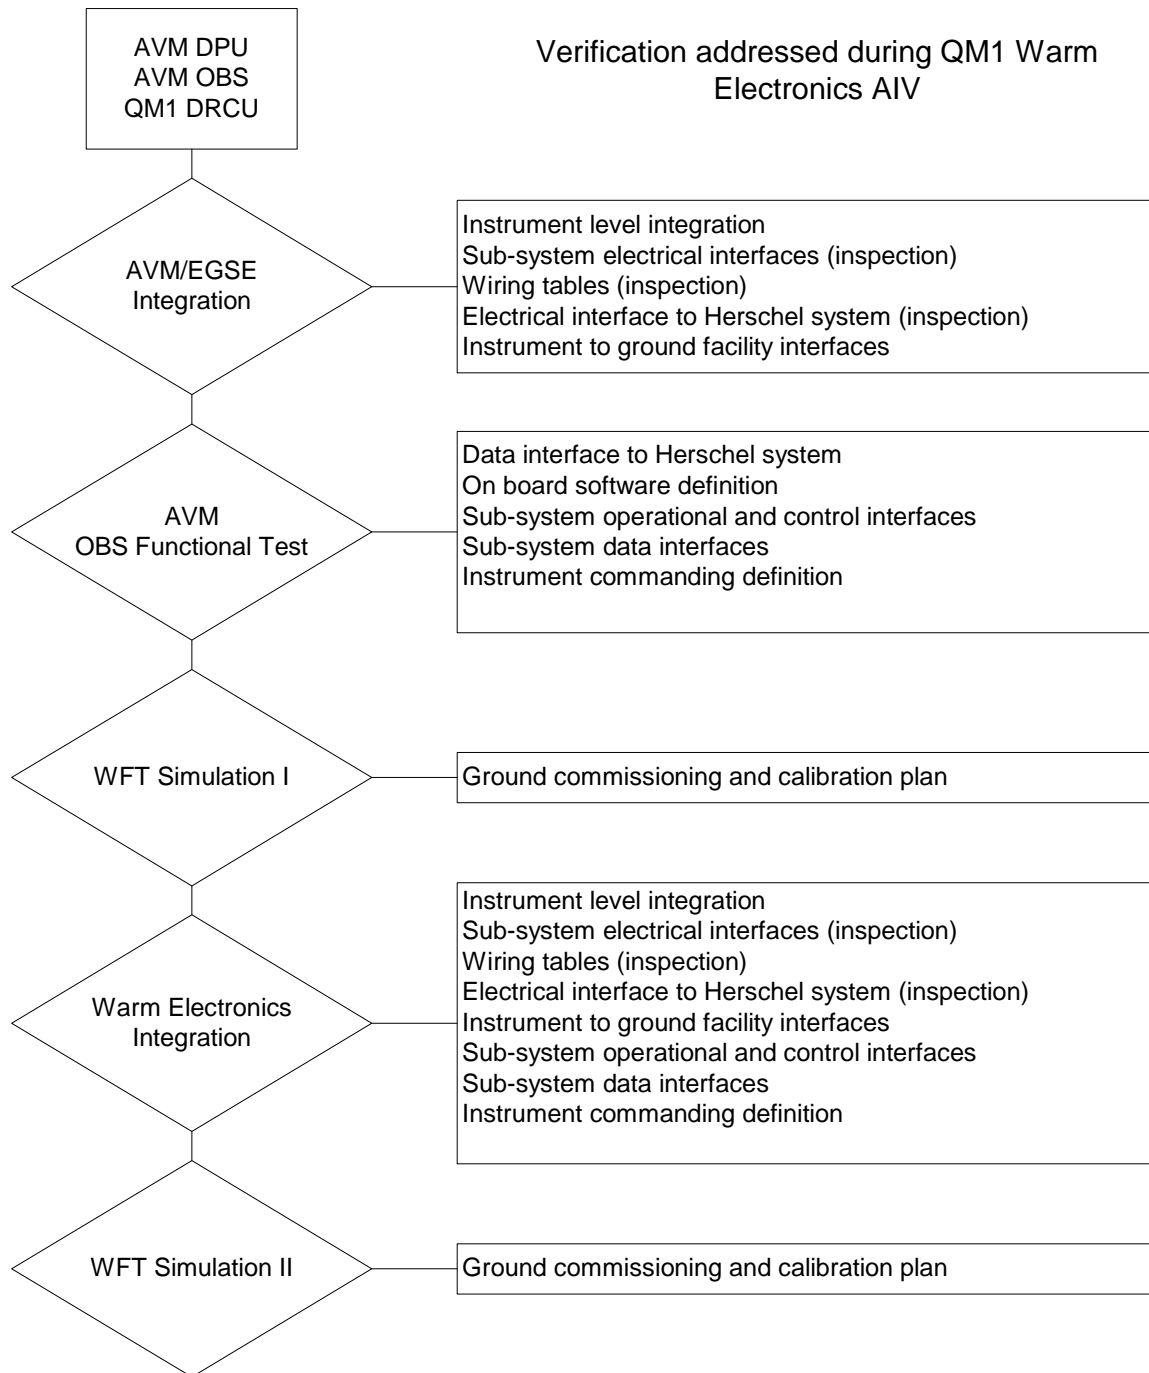 AVM DPU
AVM OBS
QM1 DRCU
Verification addressed during QM1 Warm
Electronics AIV
AVM/EGSE
Integration
Instrument level integration
Sub-system electrical interfaces (inspection)
Wiring tables (inspection)
Electrical interface to Herschel system (inspection)
Instrument to ground facility interfaces
AVM
OBS Functional Test
Data interface to Herschel system
On board software definition
Sub-system operational and control interfaces
Sub-system data interfaces
Instrument commanding definition
WFT Simulation I
Ground commissioning and calibration plan
Warm Electronics
Integration
Instrument level integration
Sub-system electrical interfaces (inspection)
Wiring tables (inspection)
Electrical interface to Herschel system (inspection)
Instrument to ground facility interfaces
Sub-system operational and control interfaces
Sub-system data interfaces
Instrument commanding definition
WFT Simulation II
Ground commissioning and calibration plan